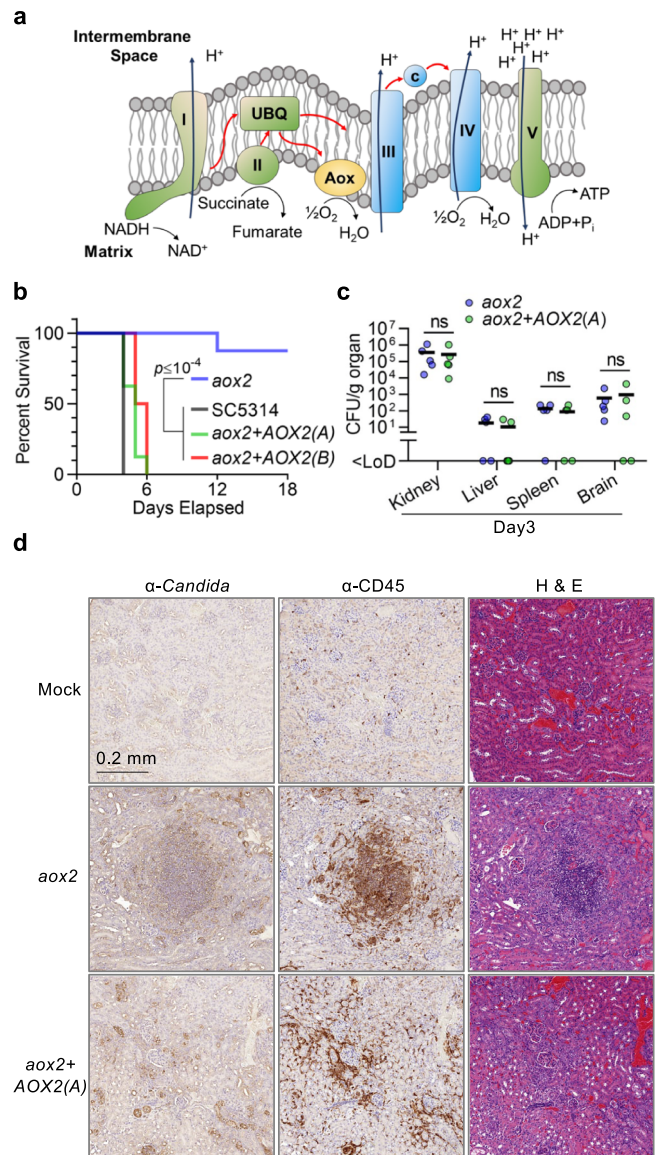 a
Intermembrane
Space
H⁺
H⁺
H⁺
H⁺ H⁺ H⁺
H⁺
H⁺ H⁺
I
UBQ
II
Aox
c
III
IV
V
Succinate
Fumarate
½O₂
H₂O
½O₂
H₂O
ATP
ADP+Pᵢ
H⁺
NADH
NAD⁺
Matrix
b
Percent Survival
100
50
0
p≤10⁻⁴
aox2
SC5314
aox2+AOX2(A)
aox2+AOX2(B)
0 6 12 18
Days Elapsed
c
aox2
aox2+AOX2(A)
CFU/g organ
10⁷
10⁶
10⁵
10⁴
10³
10²
10¹
<LoD
ns
ns
ns
ns
Kidney
Liver
Spleen
Brain
Day3
d
α-Candida α-CD45 H & E
Mock
0.2 mm
aox2
aox2+
AOX2(A)